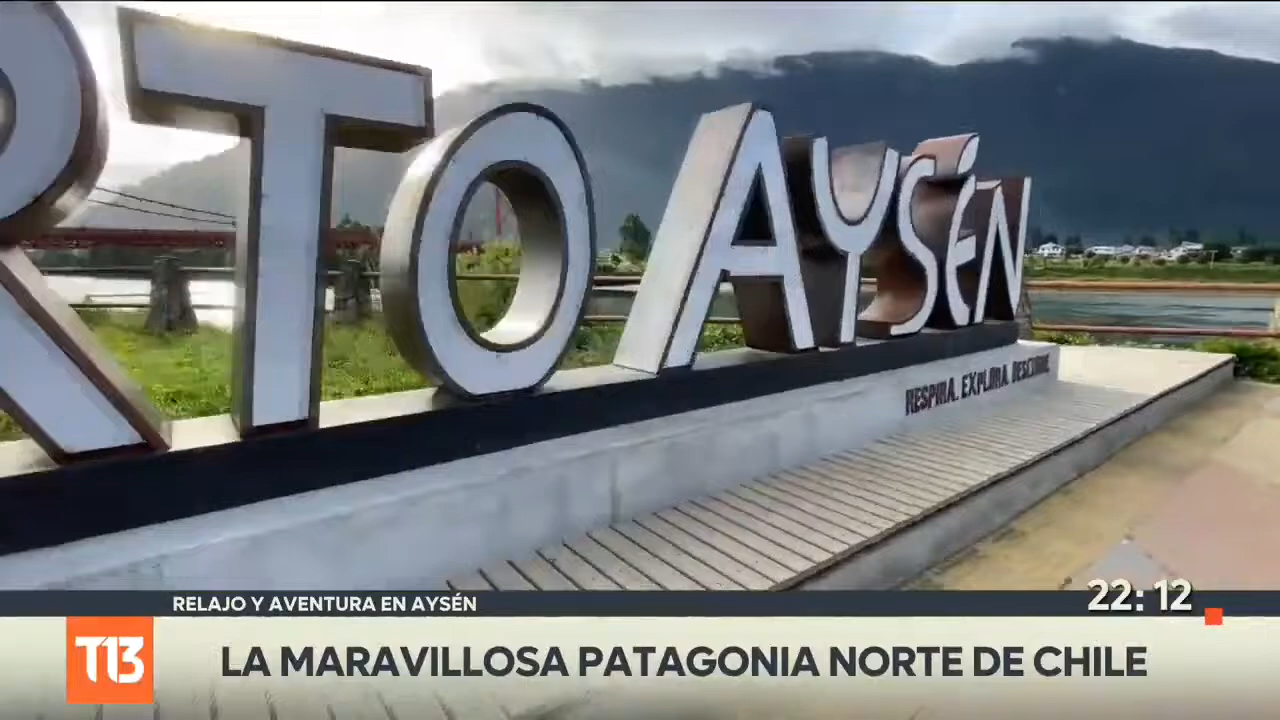 RTO AYSÉN
RESPIRA. EXPLORA. DESCUBRE
RELAJO Y AVENTURA EN AYSÉN
22:12
T13
LA MARAVILLOSA PATAGONIA NORTE DE CHILE